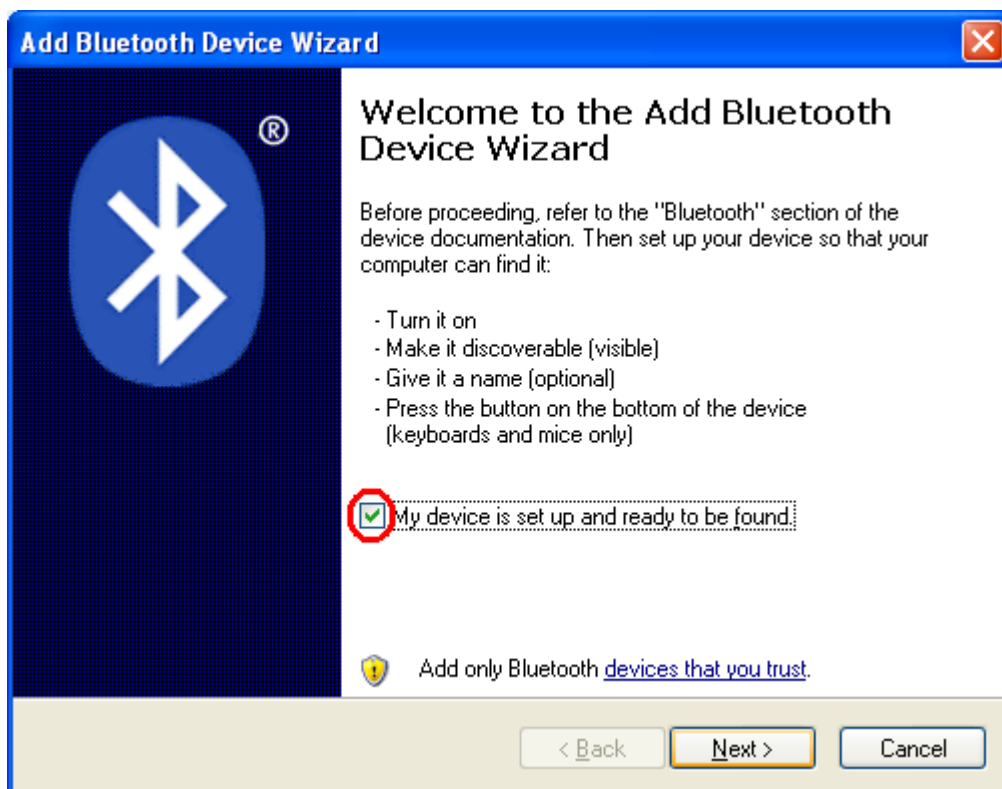 Add Bluetooth Device Wizard
®
Welcome to the Add Bluetooth
Device Wizard
Before proceeding, refer to the "Bluetooth" section of the
device documentation. Then set up your device so that your
computer can find it:
- Turn it on
- Make it discoverable (visible)
- Give it a name (optional)
- Press the button on the bottom of the device
(keyboards and mice only)
My device is set up and ready to be found.
Add only Bluetooth devices that you trust.
< Back
Next >
Cancel